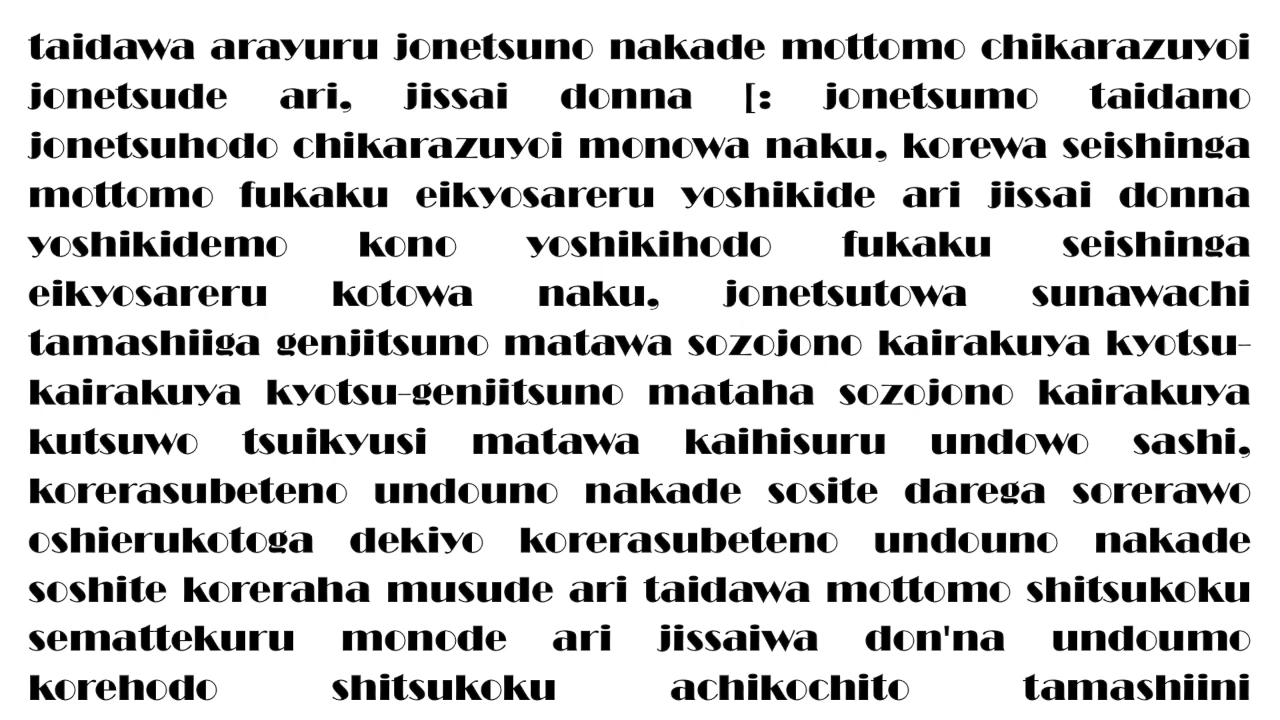 taidawa arayuru jonetsuno nakade mottomo chikarazuyoi
jonetsude ari, jissai donna [: jonetsumo taidano
jonetsuhodo chikarazuyoi monowa naku, korewa seishinga
mottomo fukaku eikyosareru yoshikide ari jissai donna
yoshikidemo kono yoshikihodo fukaku seishinga
eikyosareru kotowa naku, jonetsutowa sunawachi
tamashiiga genjitsuno matawa sozojono kairakuya kyotsu-
kairakuya kyotsu-genjitsuno mataha sozojono kairakuya
kutsuwo tsuikyusi matawa kaihisuru undowo sashi,
korerasubeteno undouno nakade sosite darega sorerawo
oshierukotoga dekiyo korerasubeteno undouno nakade
soshite koreraha musude ari taidawa mottomo shitsukoku
semattekuru monode ari jissaiwa don'na undoumo
korehodo shitsukoku achikochito tamashiini